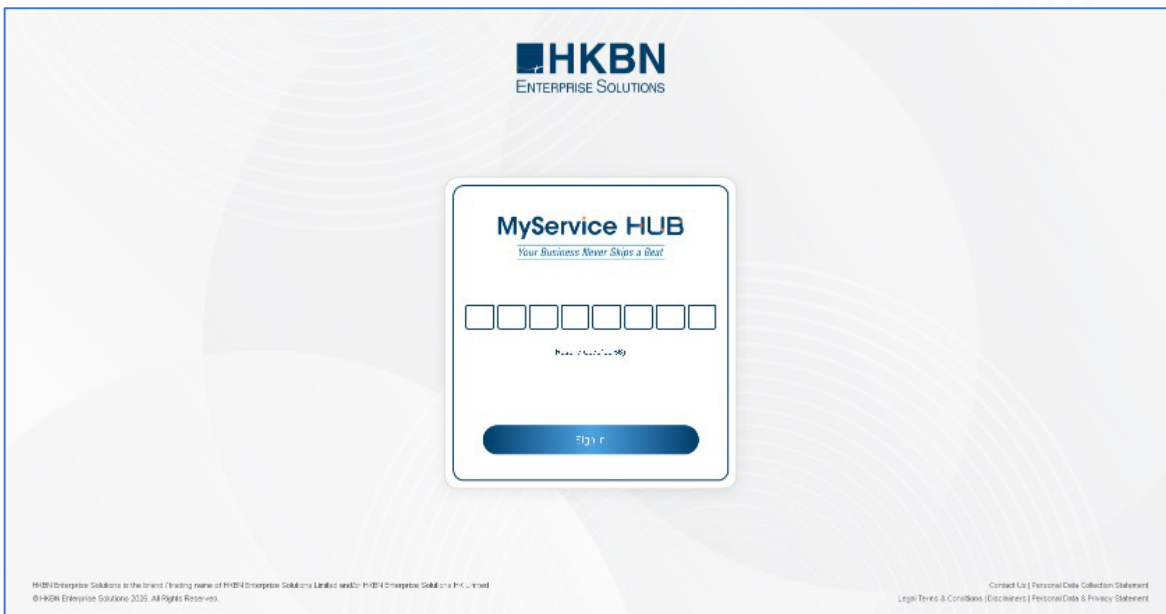 HKBN
ENTERPRISE SOLUTIONS
MyService HUB
Your Business Never Skips a Beat
Sign In
HKBN Enterprise Solutions is the brand / trading name of HKBN Enterprise Solutions Limited and/or HKBN Enterprise Solutions HK Limited
© HKBN Enterprise Solutions 2026. All Rights Reserved.
Contact Us | Personal Data Collection Statement
Legal Terms & Conditions | Disclaimers | Personal Data & Privacy Statement